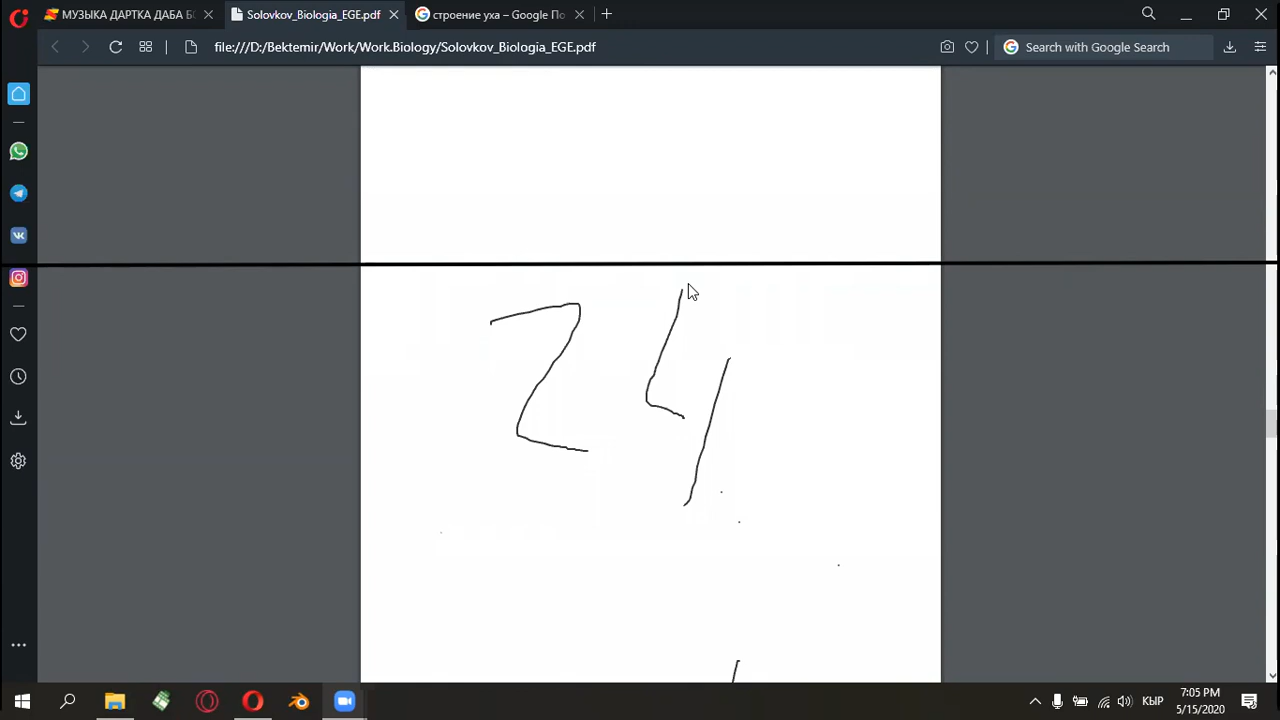 МУЗЫКА ДАРТКА ДАБА Б
Solovkov_Biologia_EGE.pdf
строение уха – Google По
file:///D:/Bektemir/Work/Work.Biology/Solovkov_Biologia_EGE.pdf
Search with Google Search
24
КЫР
7:05 PM
5/15/2020